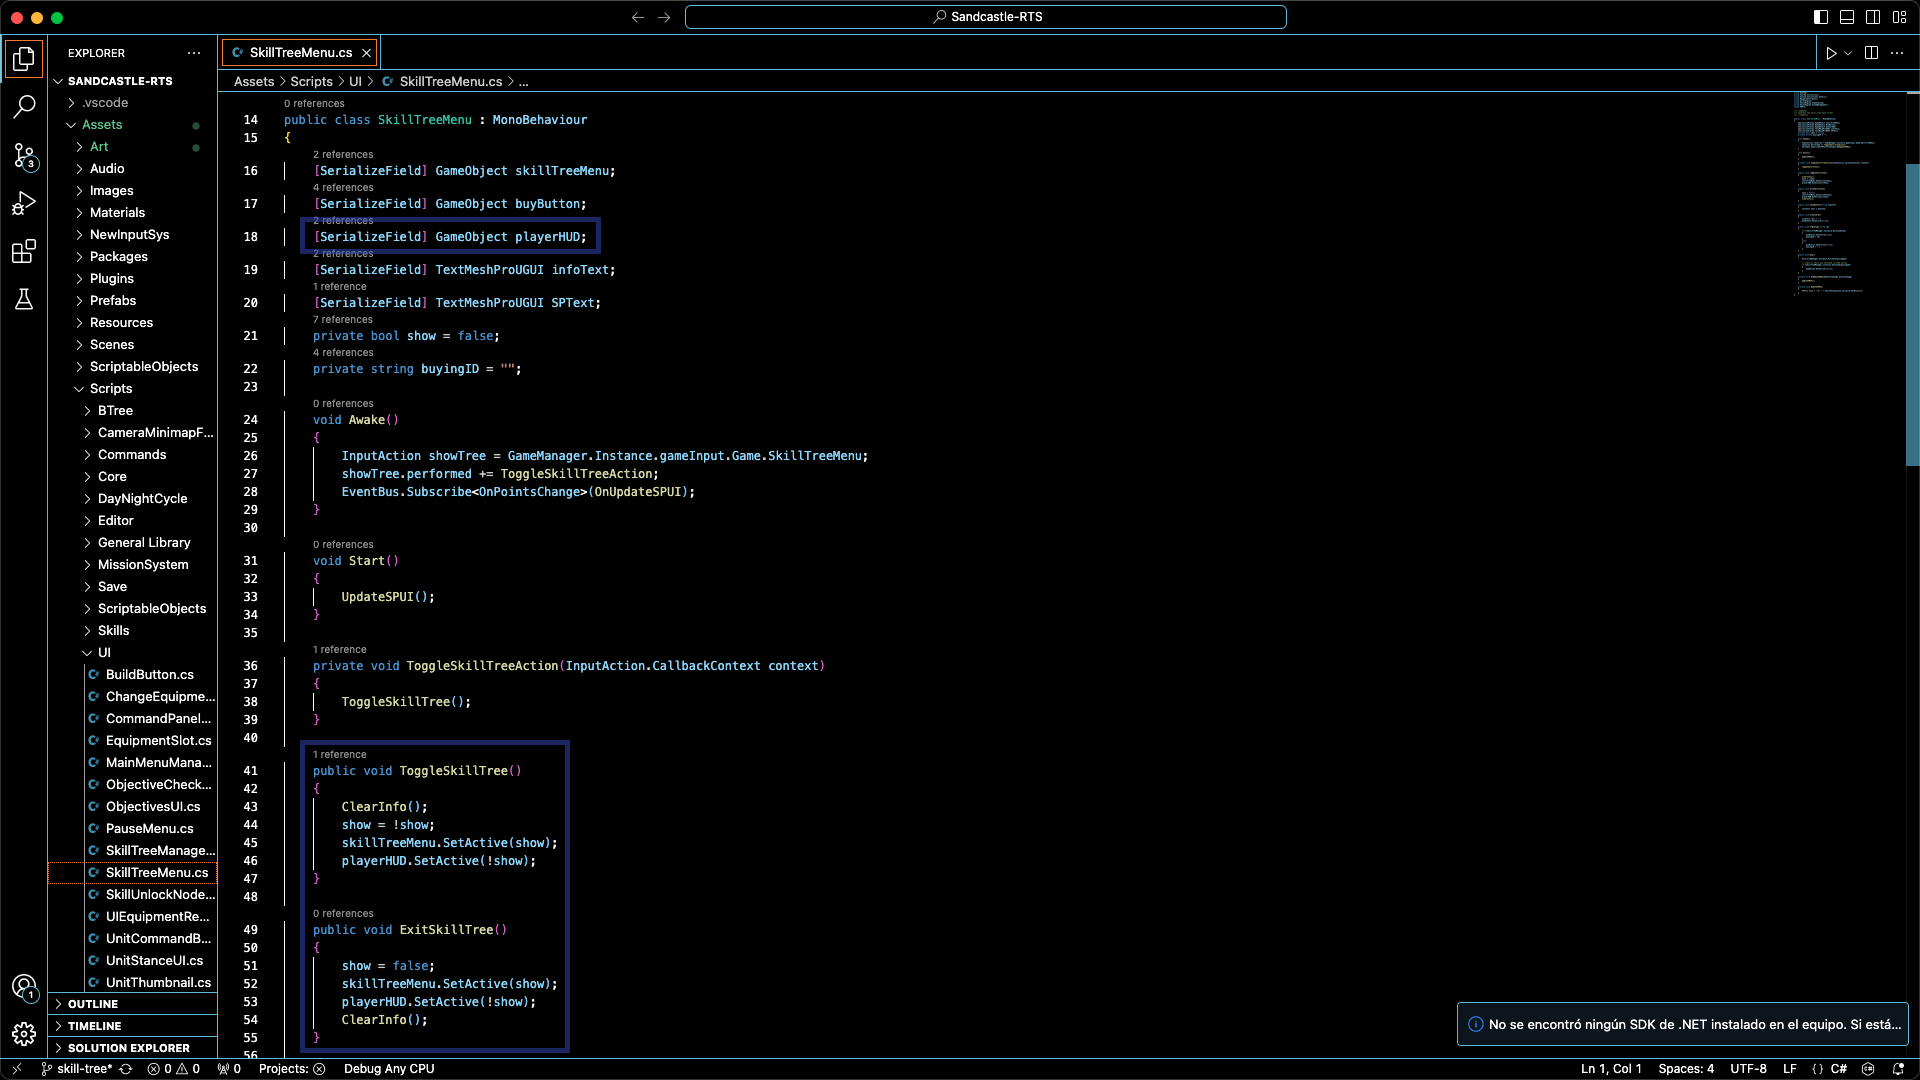 Sandcastle-RTS
EXPLORER
SANDCASTLE-RTS
.vscode
Assets
Art
Audio
Images
Materials
NewInputSys
Packages
Plugins
Prefabs
Resources
Scenes
ScriptableObjects
Scripts
BTree
CameraMinimapF...
Commands
Core
DayNightCycle
Editor
General Library
MissionSystem
Save
ScriptableObjects
Skills
UI
BuildButton.cs
ChangeEquipme...
CommandPanel...
EquipmentSlot.cs
MainMenuMana...
ObjectiveCheck...
ObjectivesUI.cs
PauseMenu.cs
SkillTreeManage...
SkillTreeMenu.cs
SkillUnlockNode...
UIEquipmentRe...
UnitCommandB...
UnitStanceUI.cs
UnitThumbnail.cs
OUTLINE
TIMELINE
SOLUTION EXPLORER
3
1
SkillTreeMenu.cs
Assets > Scripts > UI > SkillTreeMenu.cs > ...
0 references
14 public class SkillTreeMenu : MonoBehaviour
15 {
2 references
16 [SerializeField] GameObject skillTreeMenu;
4 references
17 [SerializeField] GameObject buyButton;
2 references
18 [SerializeField] GameObject playerHUD;
2 references
19 [SerializeField] TextMeshProUGUI infoText;
1 reference
20 [SerializeField] TextMeshProUGUI SPText;
7 references
21 private bool show = false;
4 references
22 private string buyingID = "";
23
0 references
24 void Awake()
25 {
26 InputAction showTree = GameManager.Instance.gameInput.Game.SkillTreeMenu;
27 showTree.performed += ToggleSkillTreeAction;
28 EventBus.Subscribe<OnPointsChange>(OnUpdateSPUI);
29 }
30
0 references
31 void Start()
32 {
33 UpdateSPUI();
34 }
35
1 reference
36 private void ToggleSkillTreeAction(InputAction.CallbackContext context)
37 {
38 ToggleSkillTree();
39 }
40
1 reference
41 public void ToggleSkillTree()
42 {
43 ClearInfo();
44 show = !show;
45 skillTreeMenu.SetActive(show);
46 playerHUD.SetActive(!show);
47 }
48
0 references
49 public void ExitSkillTree()
50 {
51 show = false;
52 skillTreeMenu.SetActive(show);
53 playerHUD.SetActive(!show);
54 ClearInfo();
55 }
56
No se encontró ningún SDK de .NET instalado en el equipo. Si está...
skill-tree* 0 0 0 Projects: Debug Any CPU Ln 1, Col 1 Spaces: 4 UTF-8 LF {} C#